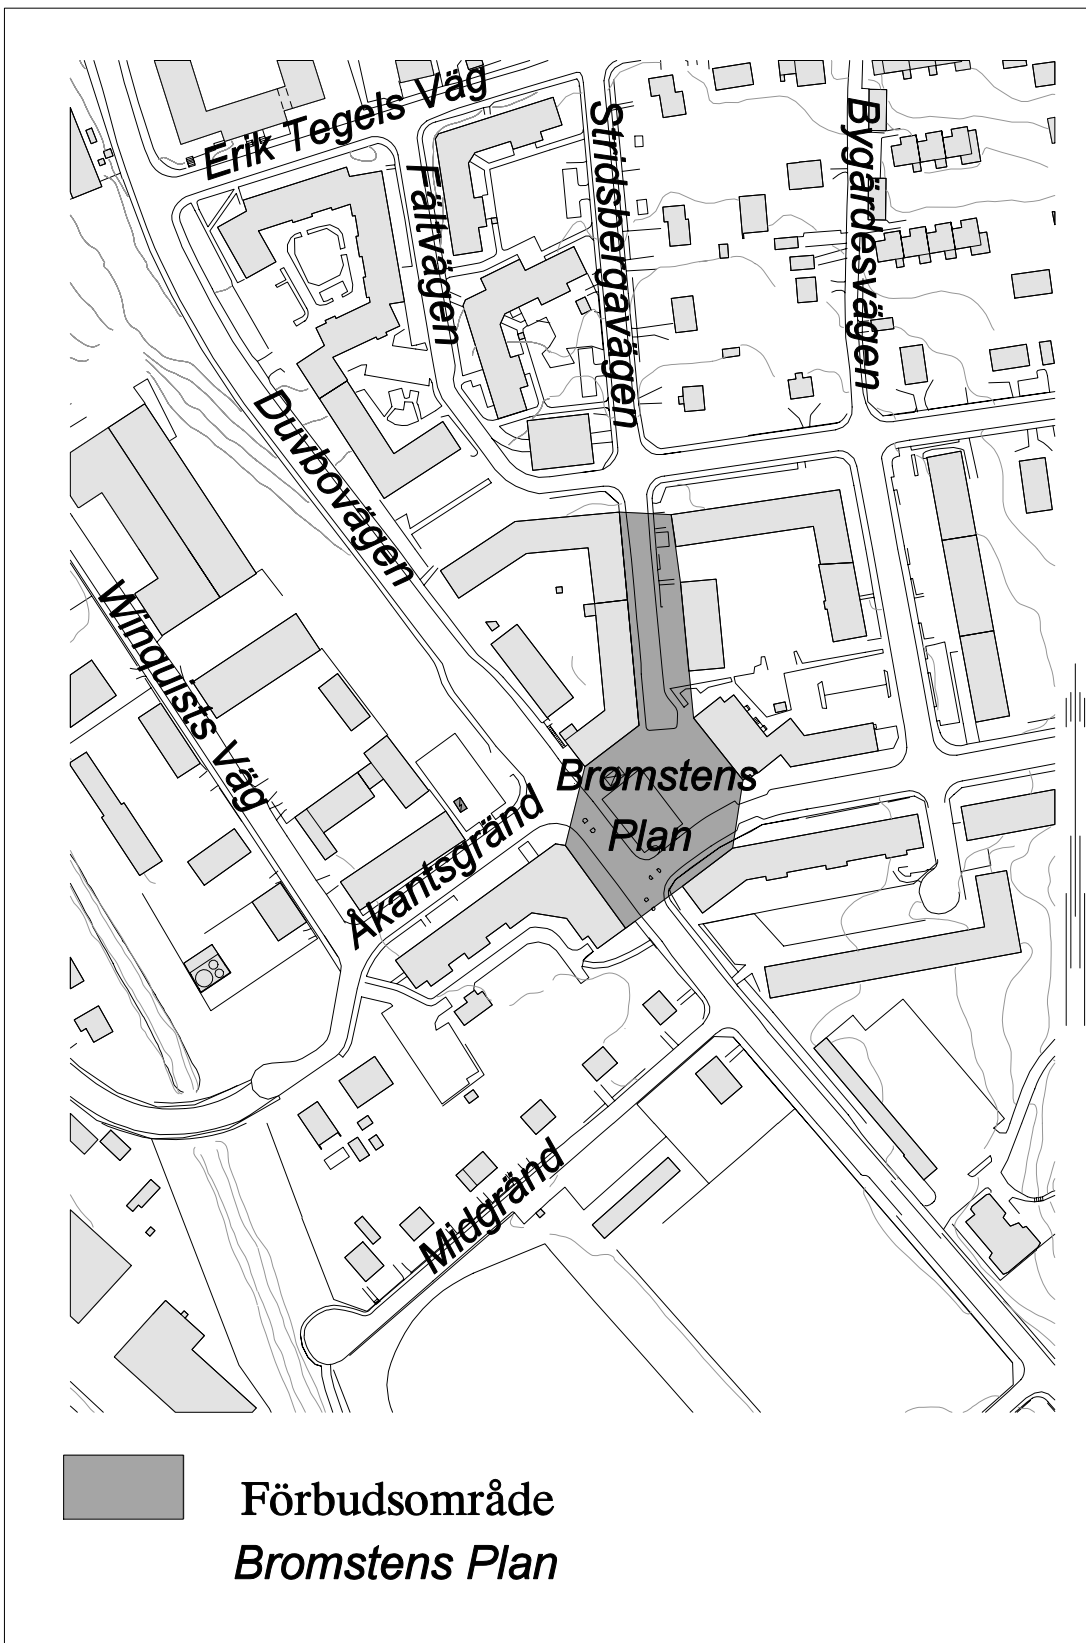 Erik Tegels Väg
Fältvägen
Stridsbergavägen
Bygärdesvägen
Duvbovägen
Winquists Väg
Bromstens
Plan
Åkantsgränd
Midgränd
Förbudsområde
Bromstens Plan